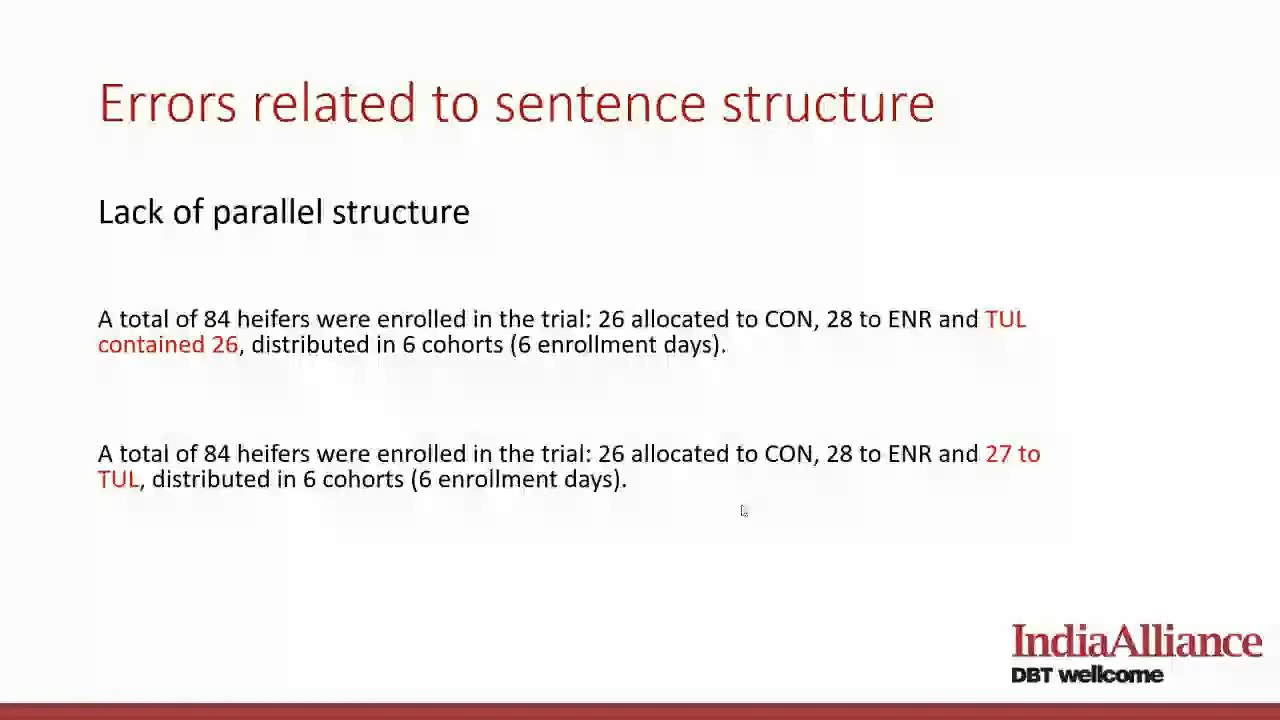 Errors related to sentence structure
Lack of parallel structure
A total of 84 heifers were enrolled in the trial: 26 allocated to CON, 28 to ENR and TUL
contained 26, distributed in 6 cohorts (6 enrollment days).
A total of 84 heifers were enrolled in the trial: 26 allocated to CON, 28 to ENR and 27 to
TUL, distributed in 6 cohorts (6 enrollment days).
IndiaAlliance
DBT wellcome